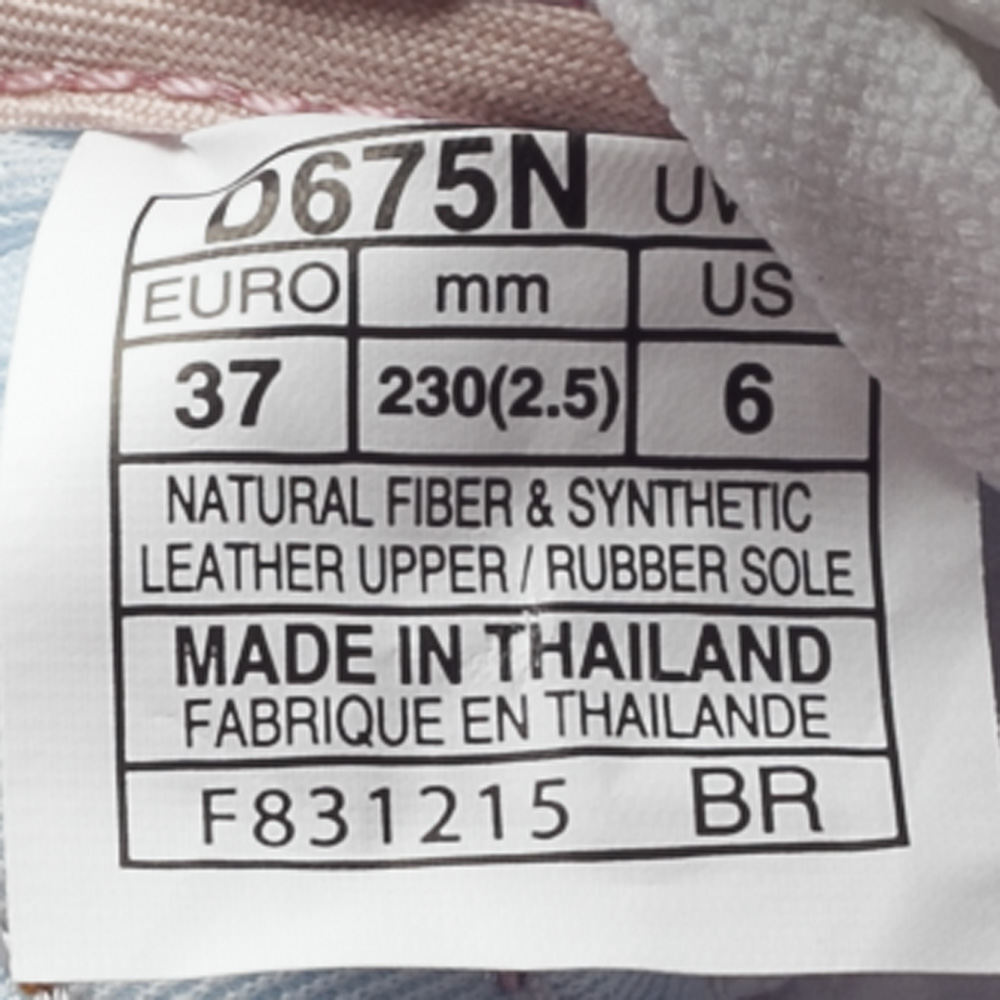 D675N
EURO mm US
37 230(2.5) 6
NATURAL FIBER & SYNTHETIC
LEATHER UPPER / RUBBER SOLE
MADE IN THAILAND
FABRIQUE EN THAILANDE
F831215 BR